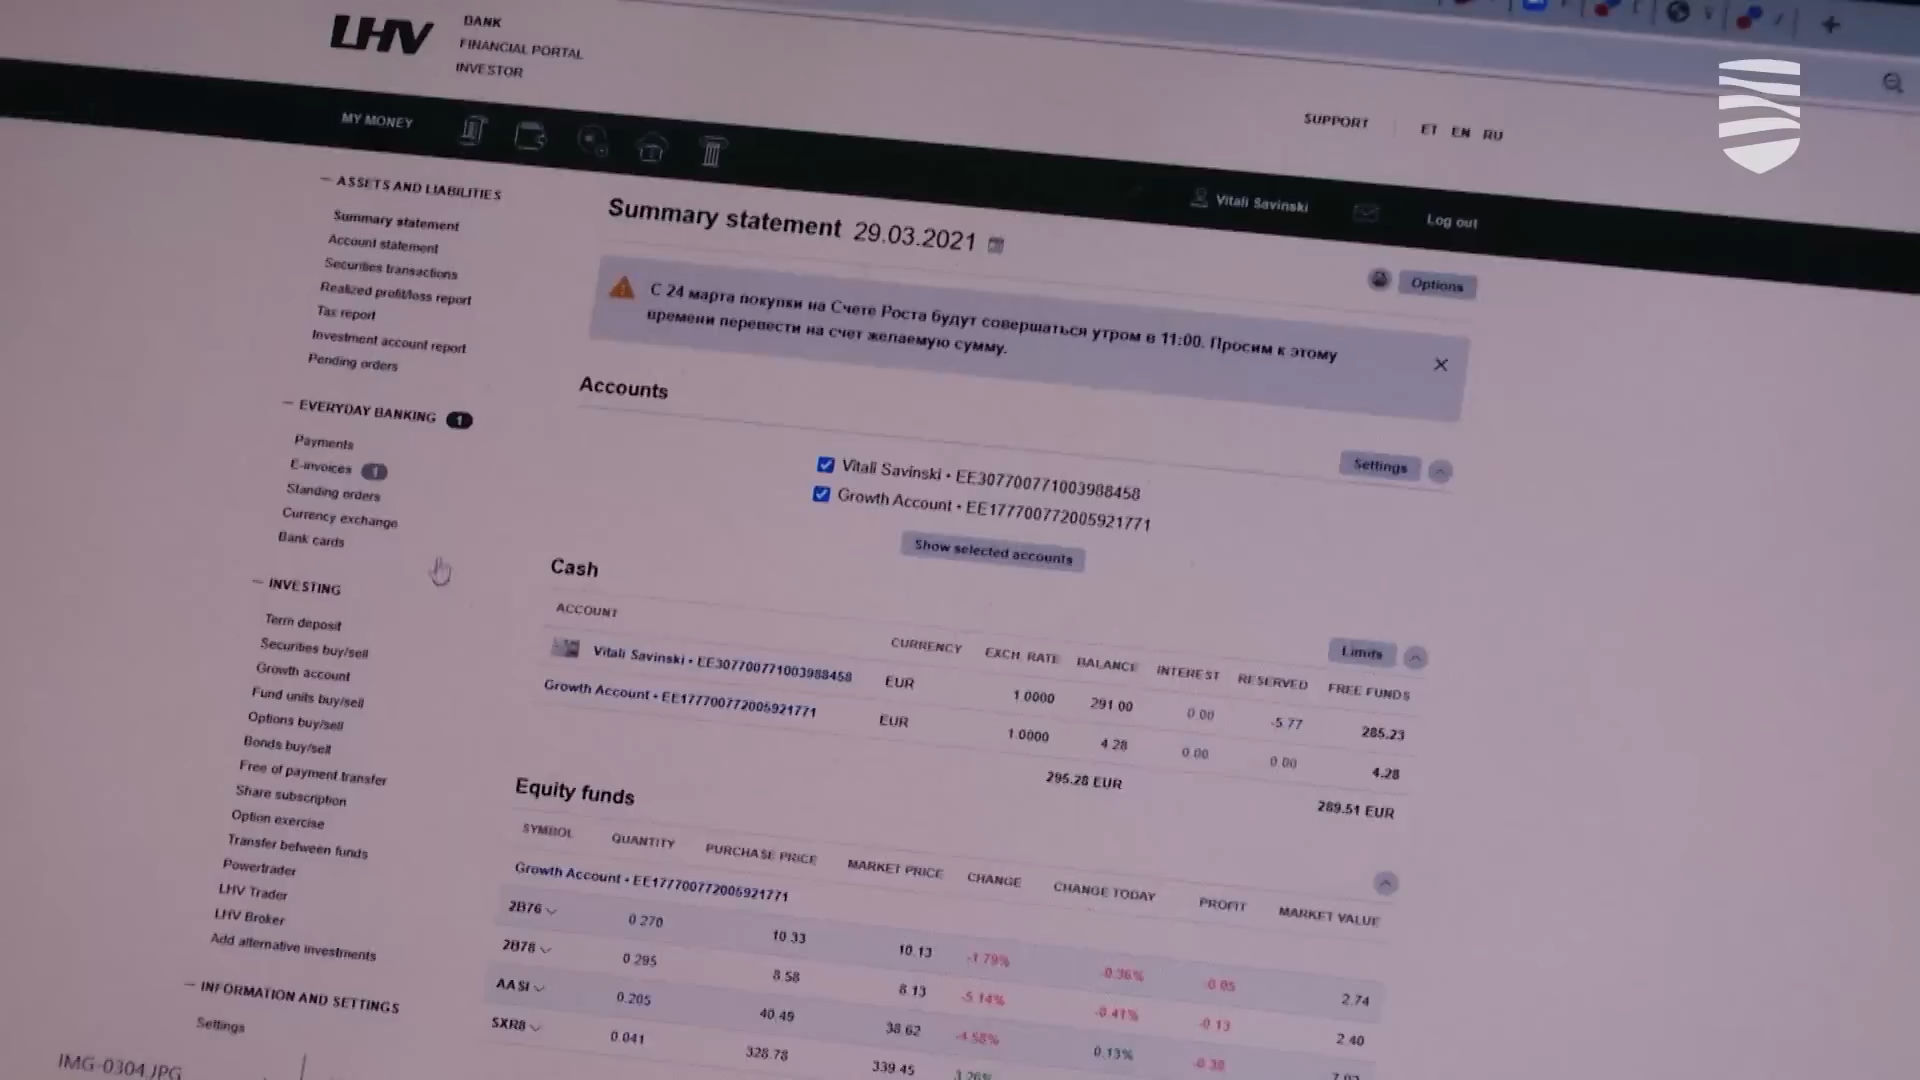 LHV
BANK
FINANCIAL PORTAL
INVESTOR
SUPPORT
ET EN RU
MY MONEY
Vitali Savinski
Log out
— ASSETS AND LIABILITIES
Summary statement
Account statement
Securities transactions
Realized profit/loss report
Tax report
Investment account report
Pending orders
— EVERYDAY BANKING 1
Payments
E-invoices 1
Standing orders
Currency exchange
Bank cards
— INVESTING
Term deposit
Securities buy/sell
Growth account
Fund units buy/sell
Options buy/sell
Bonds buy/sell
Free of payment transfer
Share subscription
Option exercise
Transfer between funds
Powertrader
LHV Trader
LHV Broker
Add alternative investments
— INFORMATION AND SETTINGS
Settings
Summary statement 29.03.2021
Options
С 24 марта покупки на Счете Роста будут совершаться утром в 11:00. Просим к этому
времени перевести на счет желаемую сумму.
Accounts
Settings
Vitali Savinski • EE307700771003988458
Growth Account • EE177700772005921771
Show selected accounts
Cash
Limits
ACCOUNT CURRENCY EXCH. RATE BALANCE INTEREST RESERVED FREE FUNDS
Vitali Savinski • EE307700771003988458 EUR 1.0000 291.00 0.00 -5.77 285.23
Growth Account • EE177700772005921771 EUR 1.0000 4.28 0.00 0.00 4.28
295.28 EUR 289.51 EUR
Equity funds
SYMBOL QUANTITY PURCHASE PRICE MARKET PRICE CHANGE CHANGE TODAY PROFIT MARKET VALUE
Growth Account • EE177700772005921771
2B76 0.270 10.33 10.13 -1.79% -0.36% -0.05 2.74
2B78 0.295 8.58 8.13 -5.14% -0.41% -0.13 2.40
AASI 0.205 40.49 38.62 -4.58% 0.13%
SXR8 0.041 328.78 339.45 3.26%
IMG-0304.JPG